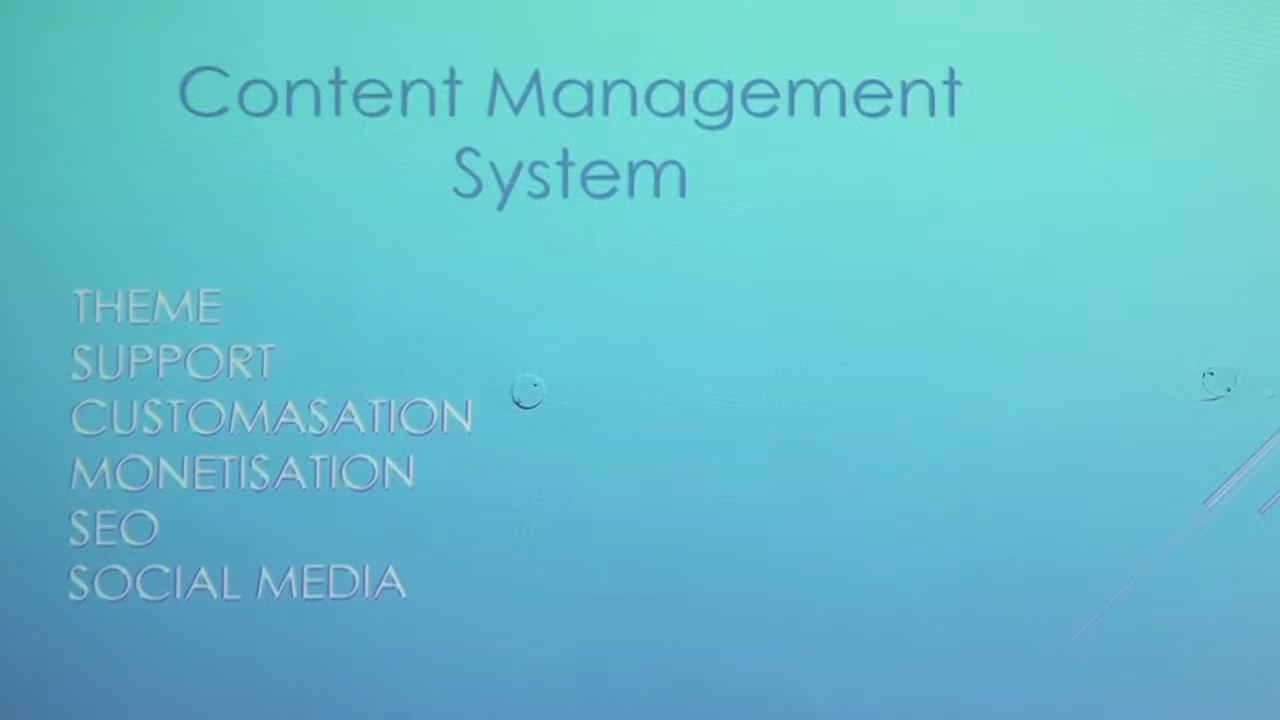 Content Management
System
THEME
SUPPORT
CUSTOMASATION
MONETISATION
SEO
SOCIAL MEDIA